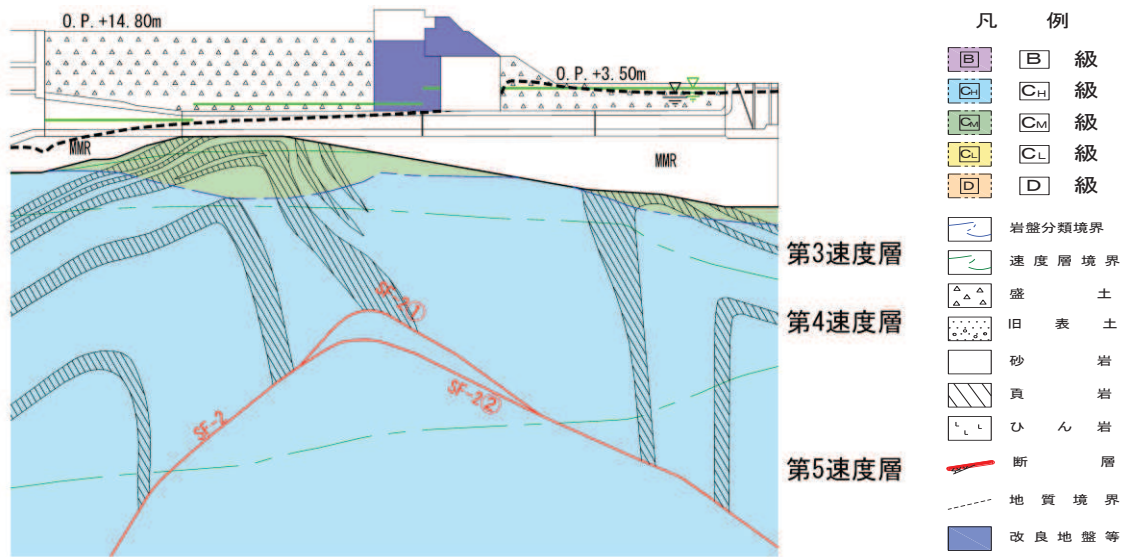 O.P.+14.80m
O.P.+3.50m
MMR
MMR
第3速度層
第4速度層
第5速度層
SF-2①
SF-2②
SF-2
凡 例
B B 級
CH CH 級
CM CM 級
CL CL 級
D D 級
岩盤分類境界
速度層境界
盛 土
旧 表 土
砂 岩
頁 岩
ひ ん 岩
断 層
地 質 境 界
改 良 地 盤 等